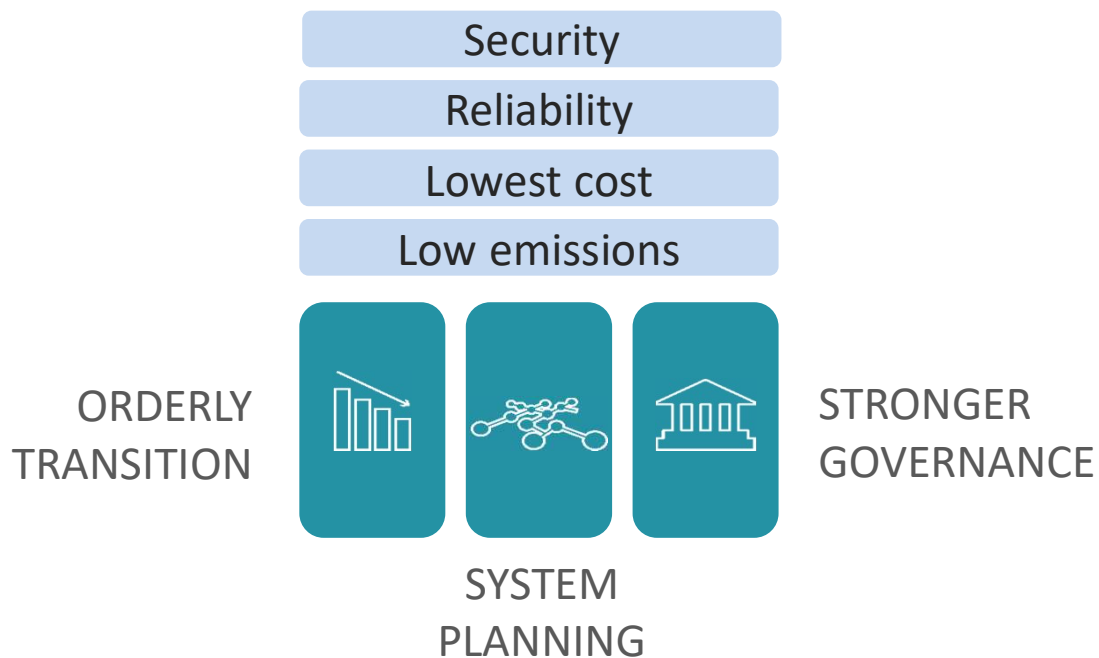 Security
Reliability
Lowest cost
Low emissions
ORDERLY
TRANSITION
STRONGER
GOVERNANCE
SYSTEM
PLANNING